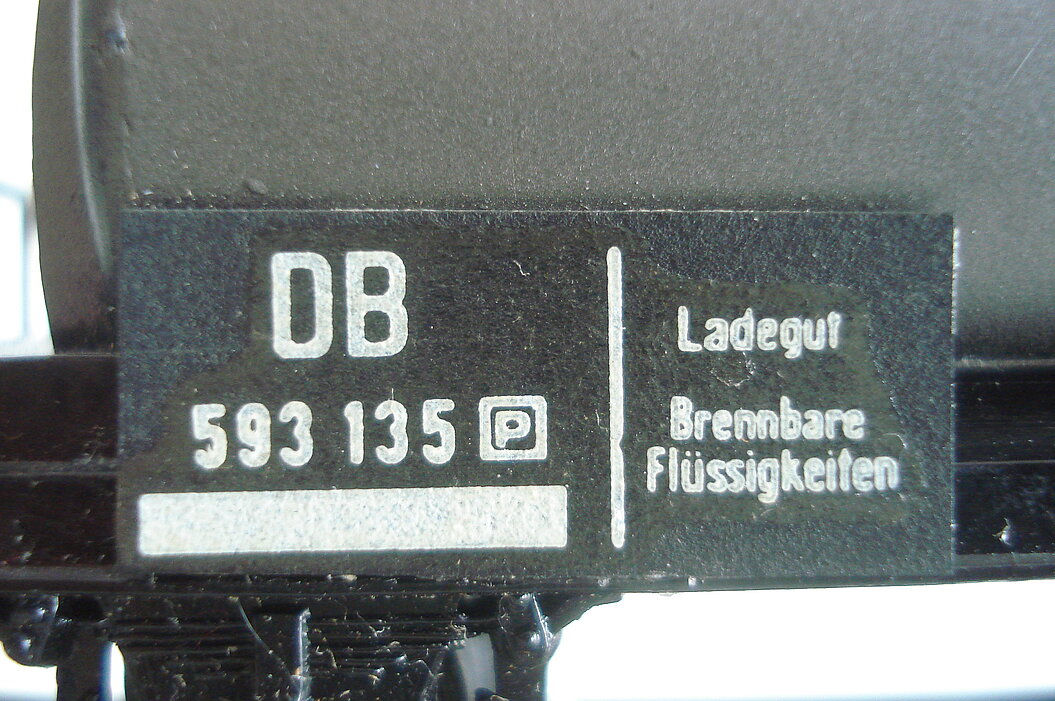 DB
593 135 P
Ladegut
Brennbare
Flüssigkeiten